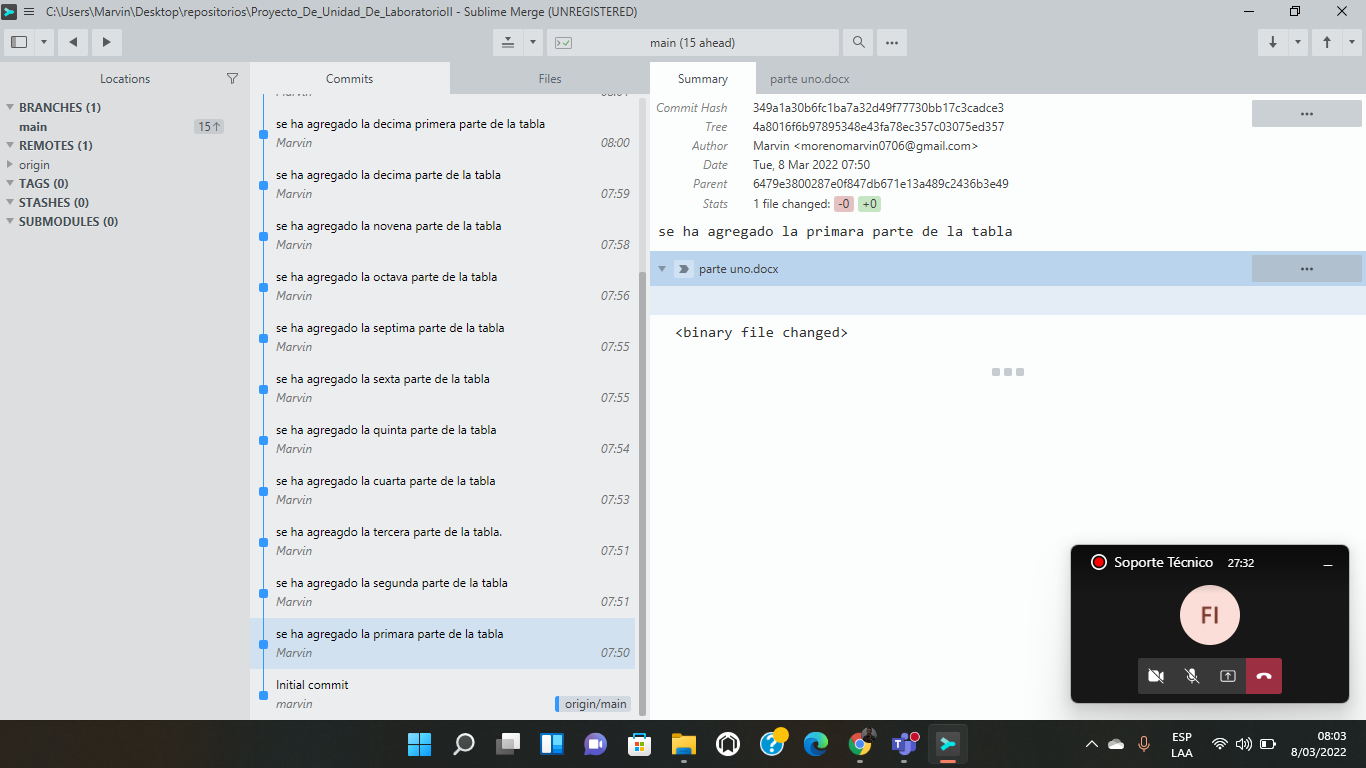 C:\Users\Marvin\Desktop\repositorios\Proyecto_De_Unidad_De_LaboratorioII - Sublime Merge (UNREGISTERED)
main (15 ahead)
Locations
Commits
Files
Summary
parte uno.docx
BRANCHES (1)
main 15↑
REMOTES (1)
origin
TAGS (0)
STASHES (0)
SUBMODULES (0)
se ha agregado la decima primera parte de la tabla
Marvin 08:00
se ha agregado la decima parte de la tabla
Marvin 07:59
se ha agregado la novena parte de la tabla
Marvin 07:58
se ha agregado la octava parte de la tabla
Marvin 07:56
se ha agregado la septima parte de la tabla
Marvin 07:55
se ha agregado la sexta parte de la tabla
Marvin 07:55
se ha agregado la quinta parte de la tabla
Marvin 07:54
se ha agregado la cuarta parte de la tabla
Marvin 07:53
se ha agreagdo la tercera parte de la tabla.
Marvin 07:51
se ha agregado la segunda parte de la tabla
Marvin 07:51
se ha agregado la primara parte de la tabla
Marvin 07:50
Initial commit
marvin origin/main
Commit Hash 349a1a30b6fc1ba7a32d49f77730bb17c3cadce3
Tree 4a8016f6b97895348e43fa78ec357c03075ed357
Author Marvin <morenomarvin0706@gmail.com>
Date Tue, 8 Mar 2022 07:50
Parent 6479e3800287e0f847db671e13a489c2436b3e49
Stats 1 file changed: -0 +0
se ha agregado la primara parte de la tabla
parte uno.docx
<binary file changed>
Soporte Técnico 27:32
FI
ESP
LAA
08:03
8/03/2022